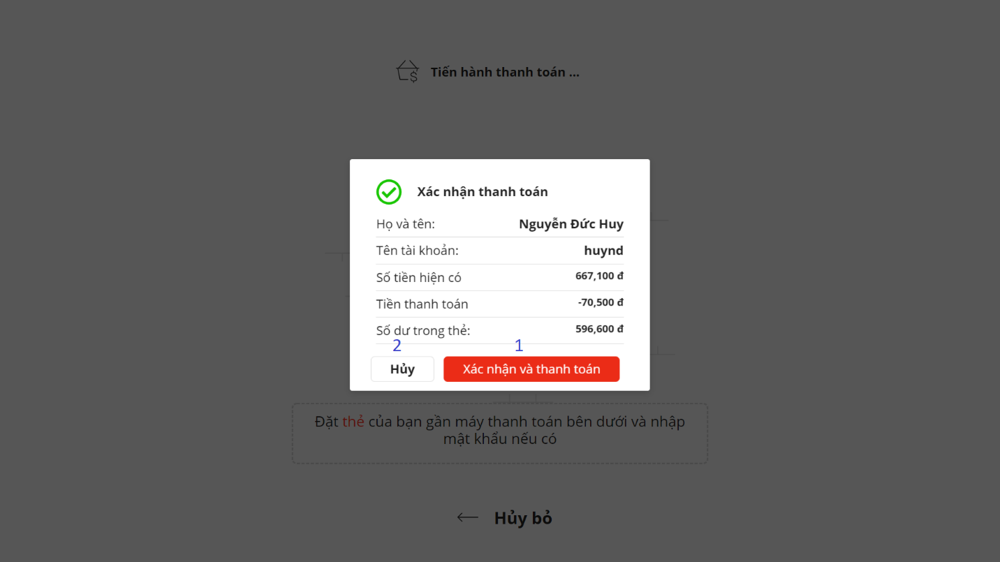 Tiến hành thanh toán ...
Xác nhận thanh toán
Họ và tên: Nguyễn Đức Huy
Tên tài khoản: huynd
Số tiền hiện có 667,100 đ
Tiền thanh toán -70,500 đ
Số dư trong thẻ: 596,600 đ
2 1
Hủy Xác nhận và thanh toán
Đặt thẻ của bạn gần máy thanh toán bên dưới và nhập
mật khẩu nếu có
Hủy bỏ